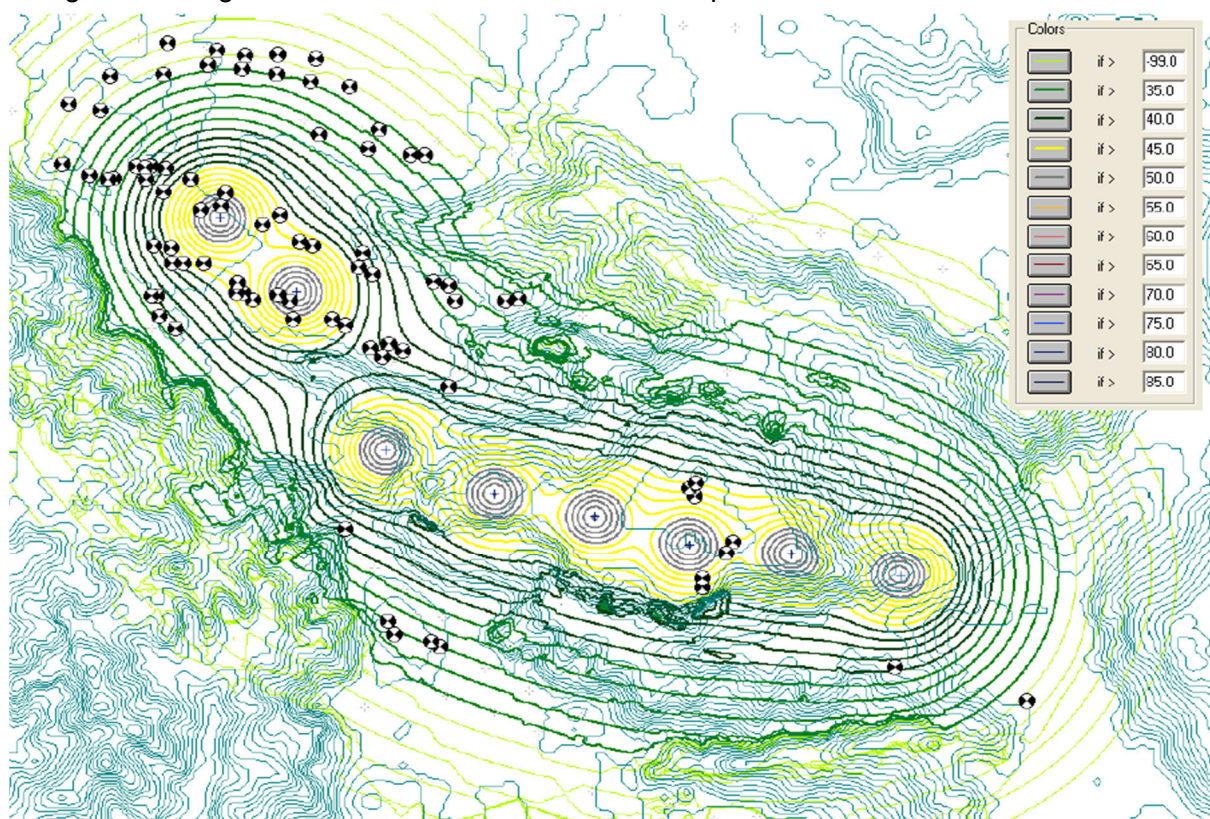 Colors
if > -99.0
if > 35.0
if > 40.0
if > 45.0
if > 50.0
if > 55.0
if > 60.0
if > 65.0
if > 70.0
if > 75.0
if > 80.0
if > 85.0